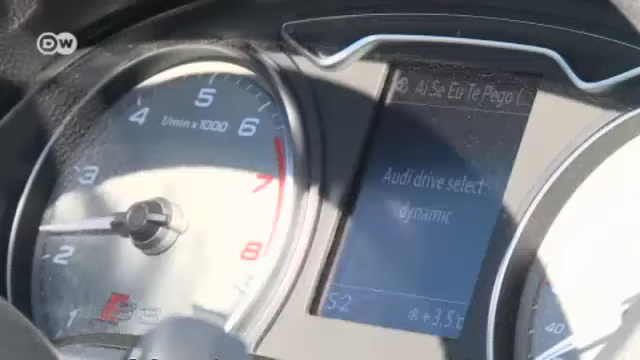 DW
5
4
6
1/min x 1000
3
7
2
8
1
S3
Ai Se Eu Te Pego (...
Audi drive select:
dynamic
S2
❄+3.5°C
40